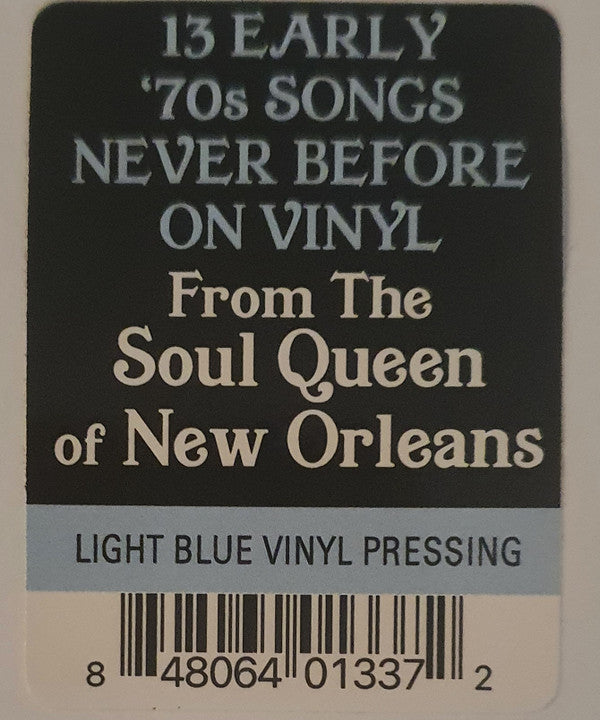 13 EARLY
'70s SONGS
NEVER BEFORE
ON VINYL
From The
Soul Queen
of New Orleans
LIGHT BLUE VINYL PRESSING
8 48064 01337 2